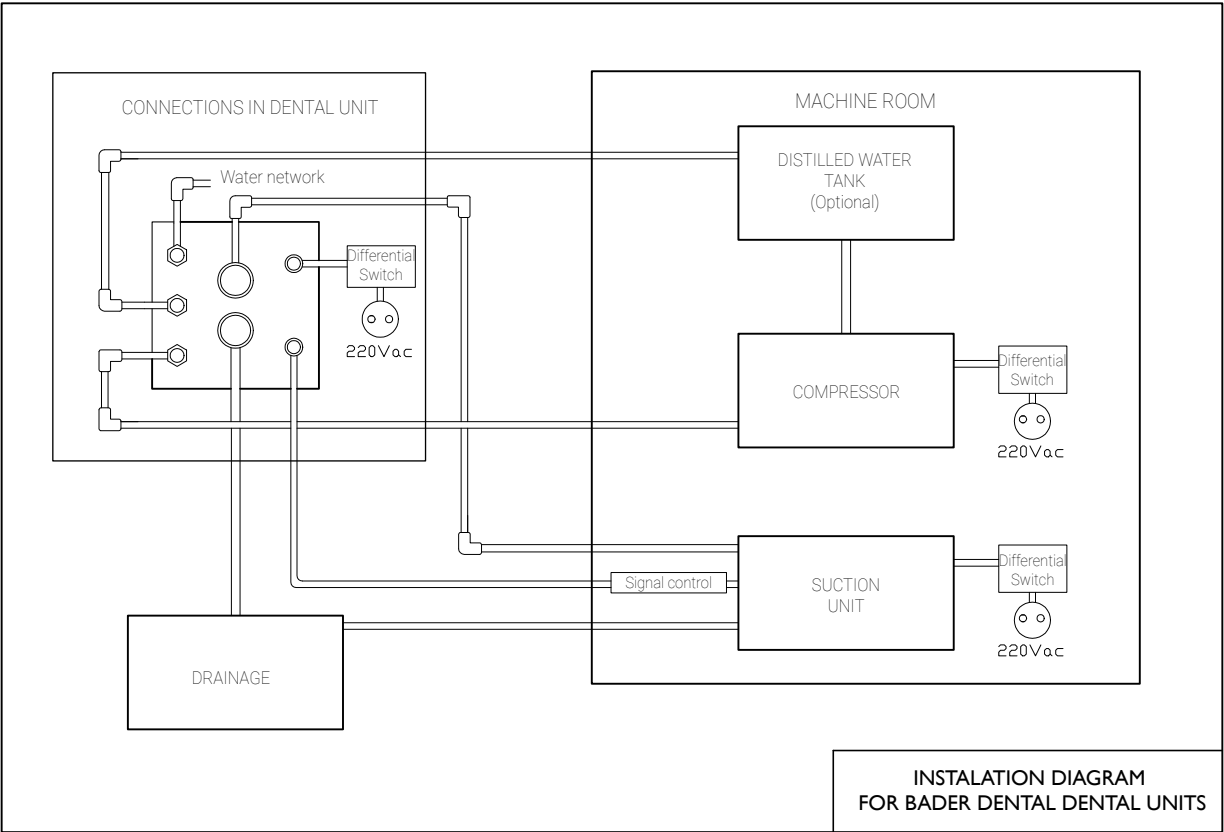 CONNECTIONS IN DENTAL UNIT
Water network
Differential
Switch
220Vac
MACHINE ROOM
DISTILLED WATER
TANK
(Optional)
COMPRESSOR
Differential
Switch
220Vac
Signal control
SUCTION
UNIT
Differential
Switch
220Vac
DRAINAGE
INSTALATION DIAGRAM
FOR BADER DENTAL DENTAL UNITS